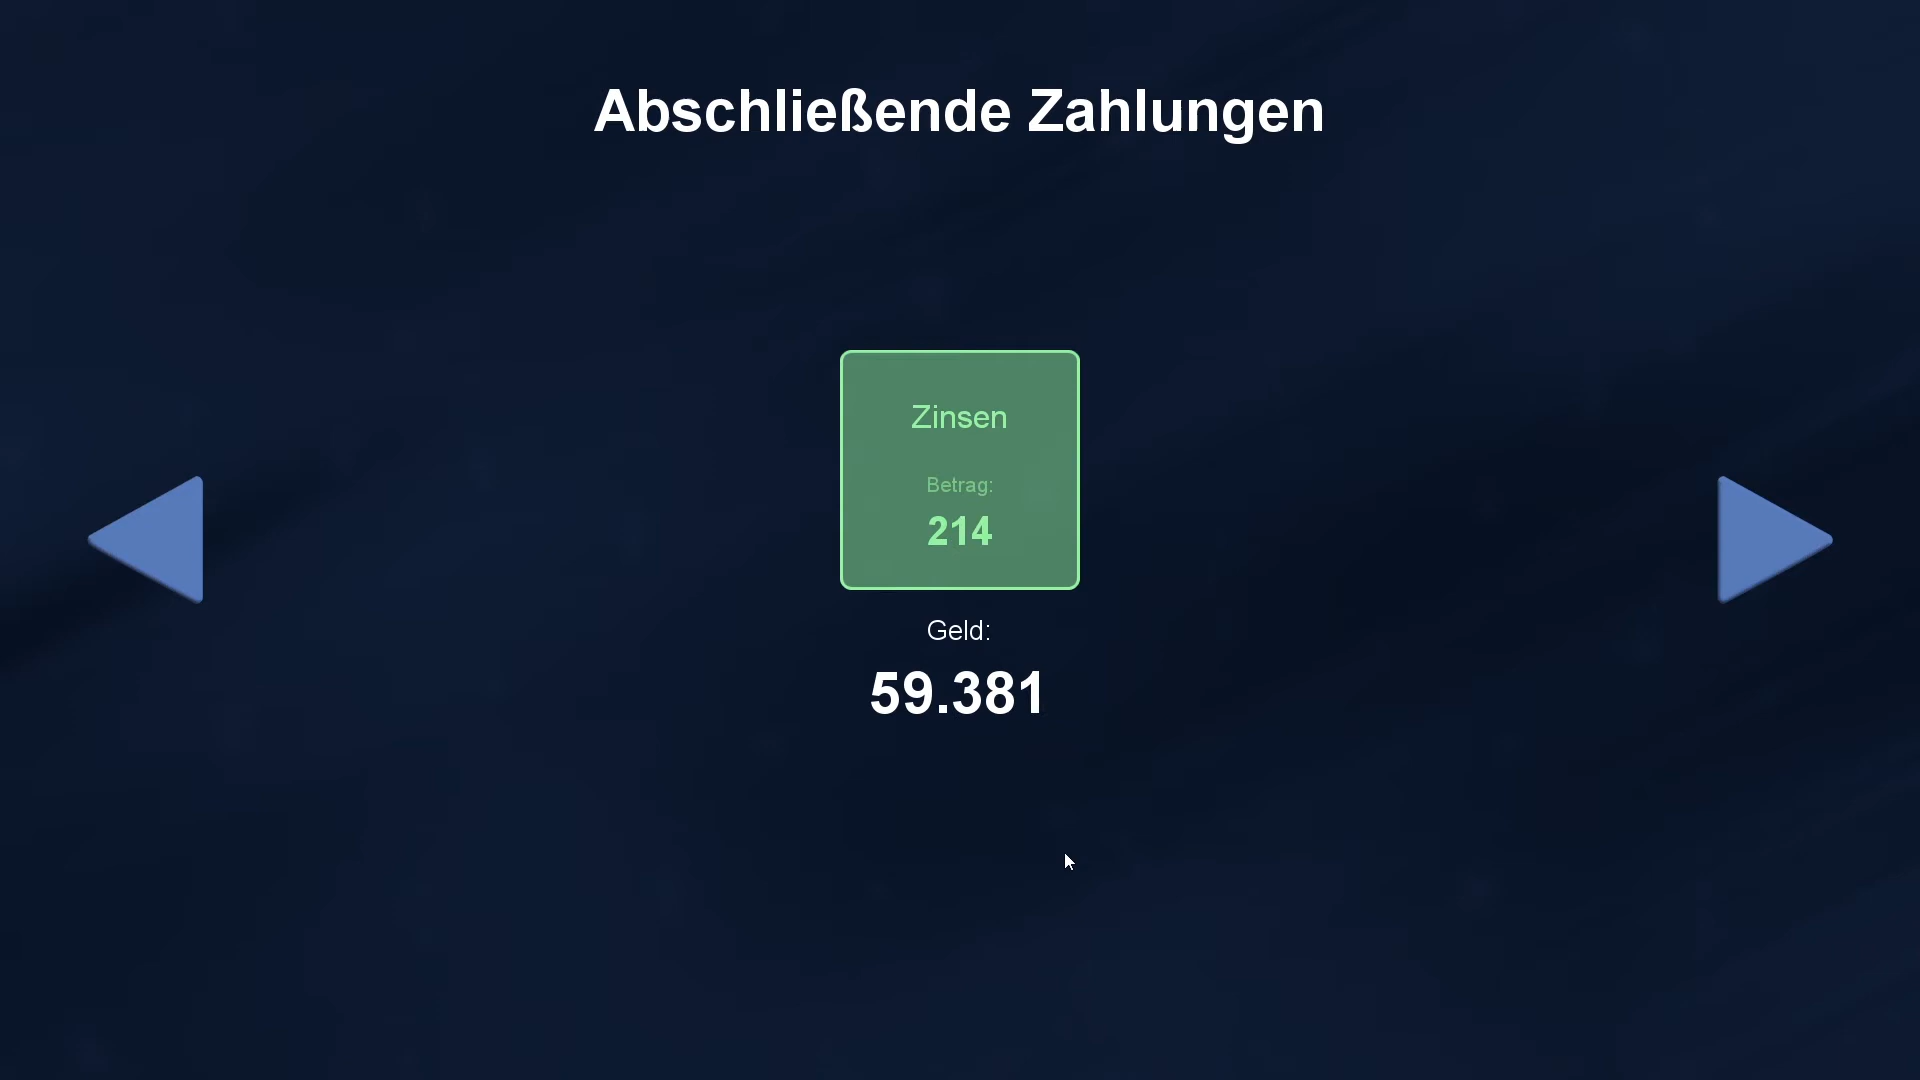 Abschließende Zahlungen
Zinsen
Betrag:
214
Geld:
59.381